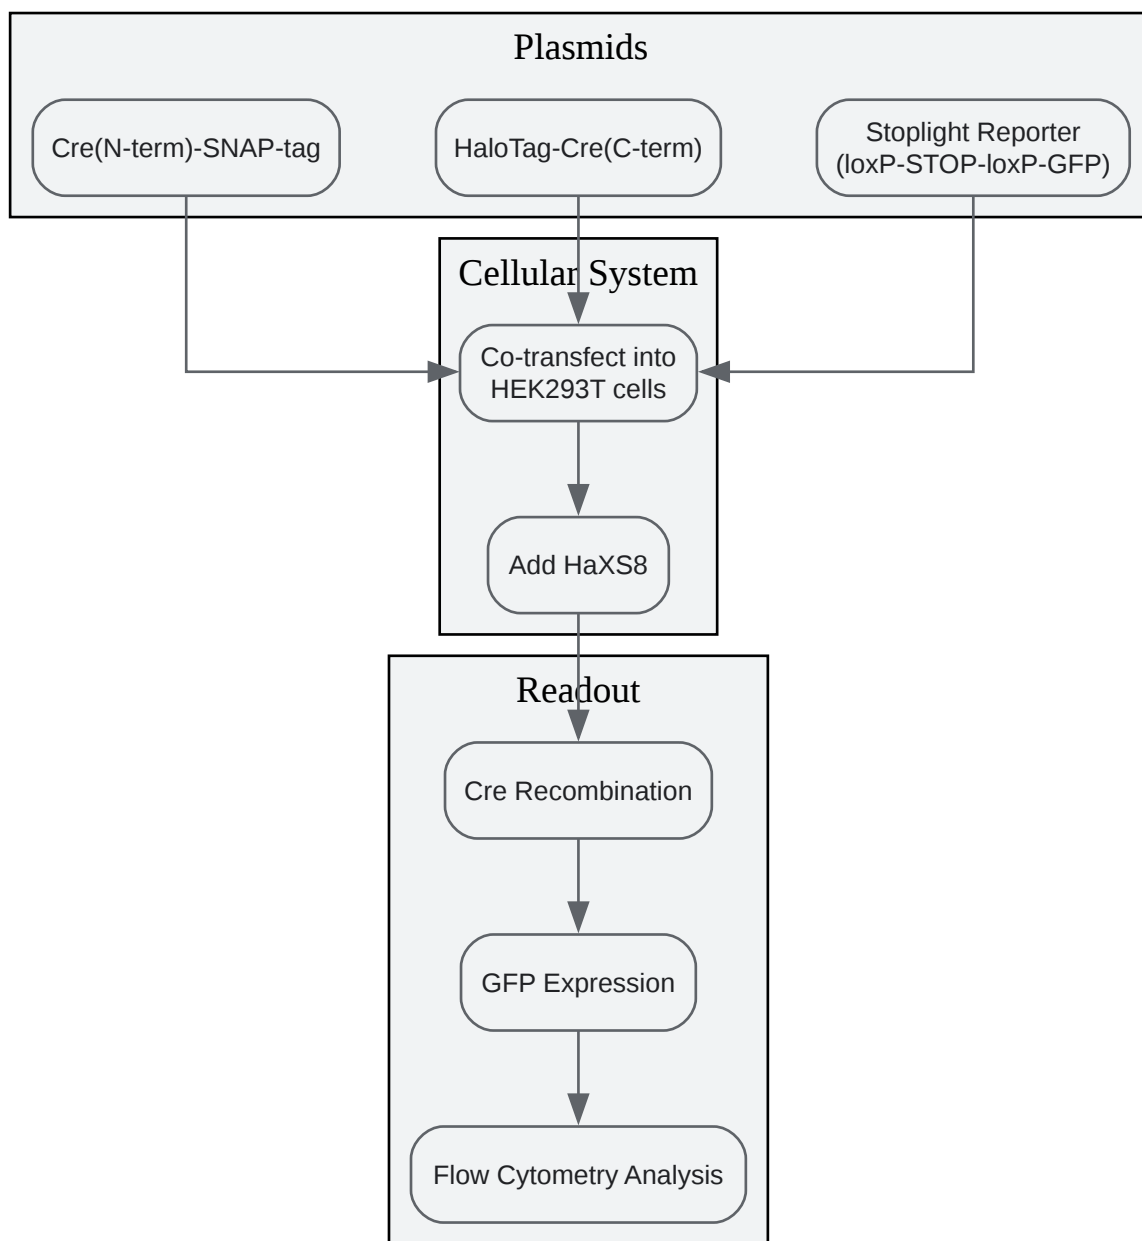 Plasmids
Cre(N-term)-SNAP-tag
HaloTag-Cre(C-term)
Stoplight Reporter
(loxP-STOP-loxP-GFP)
Cellular System
Co-transfect into
HEK293T cells
Add HaXS8
Readout
Cre Recombination
GFP Expression
Flow Cytometry Analysis